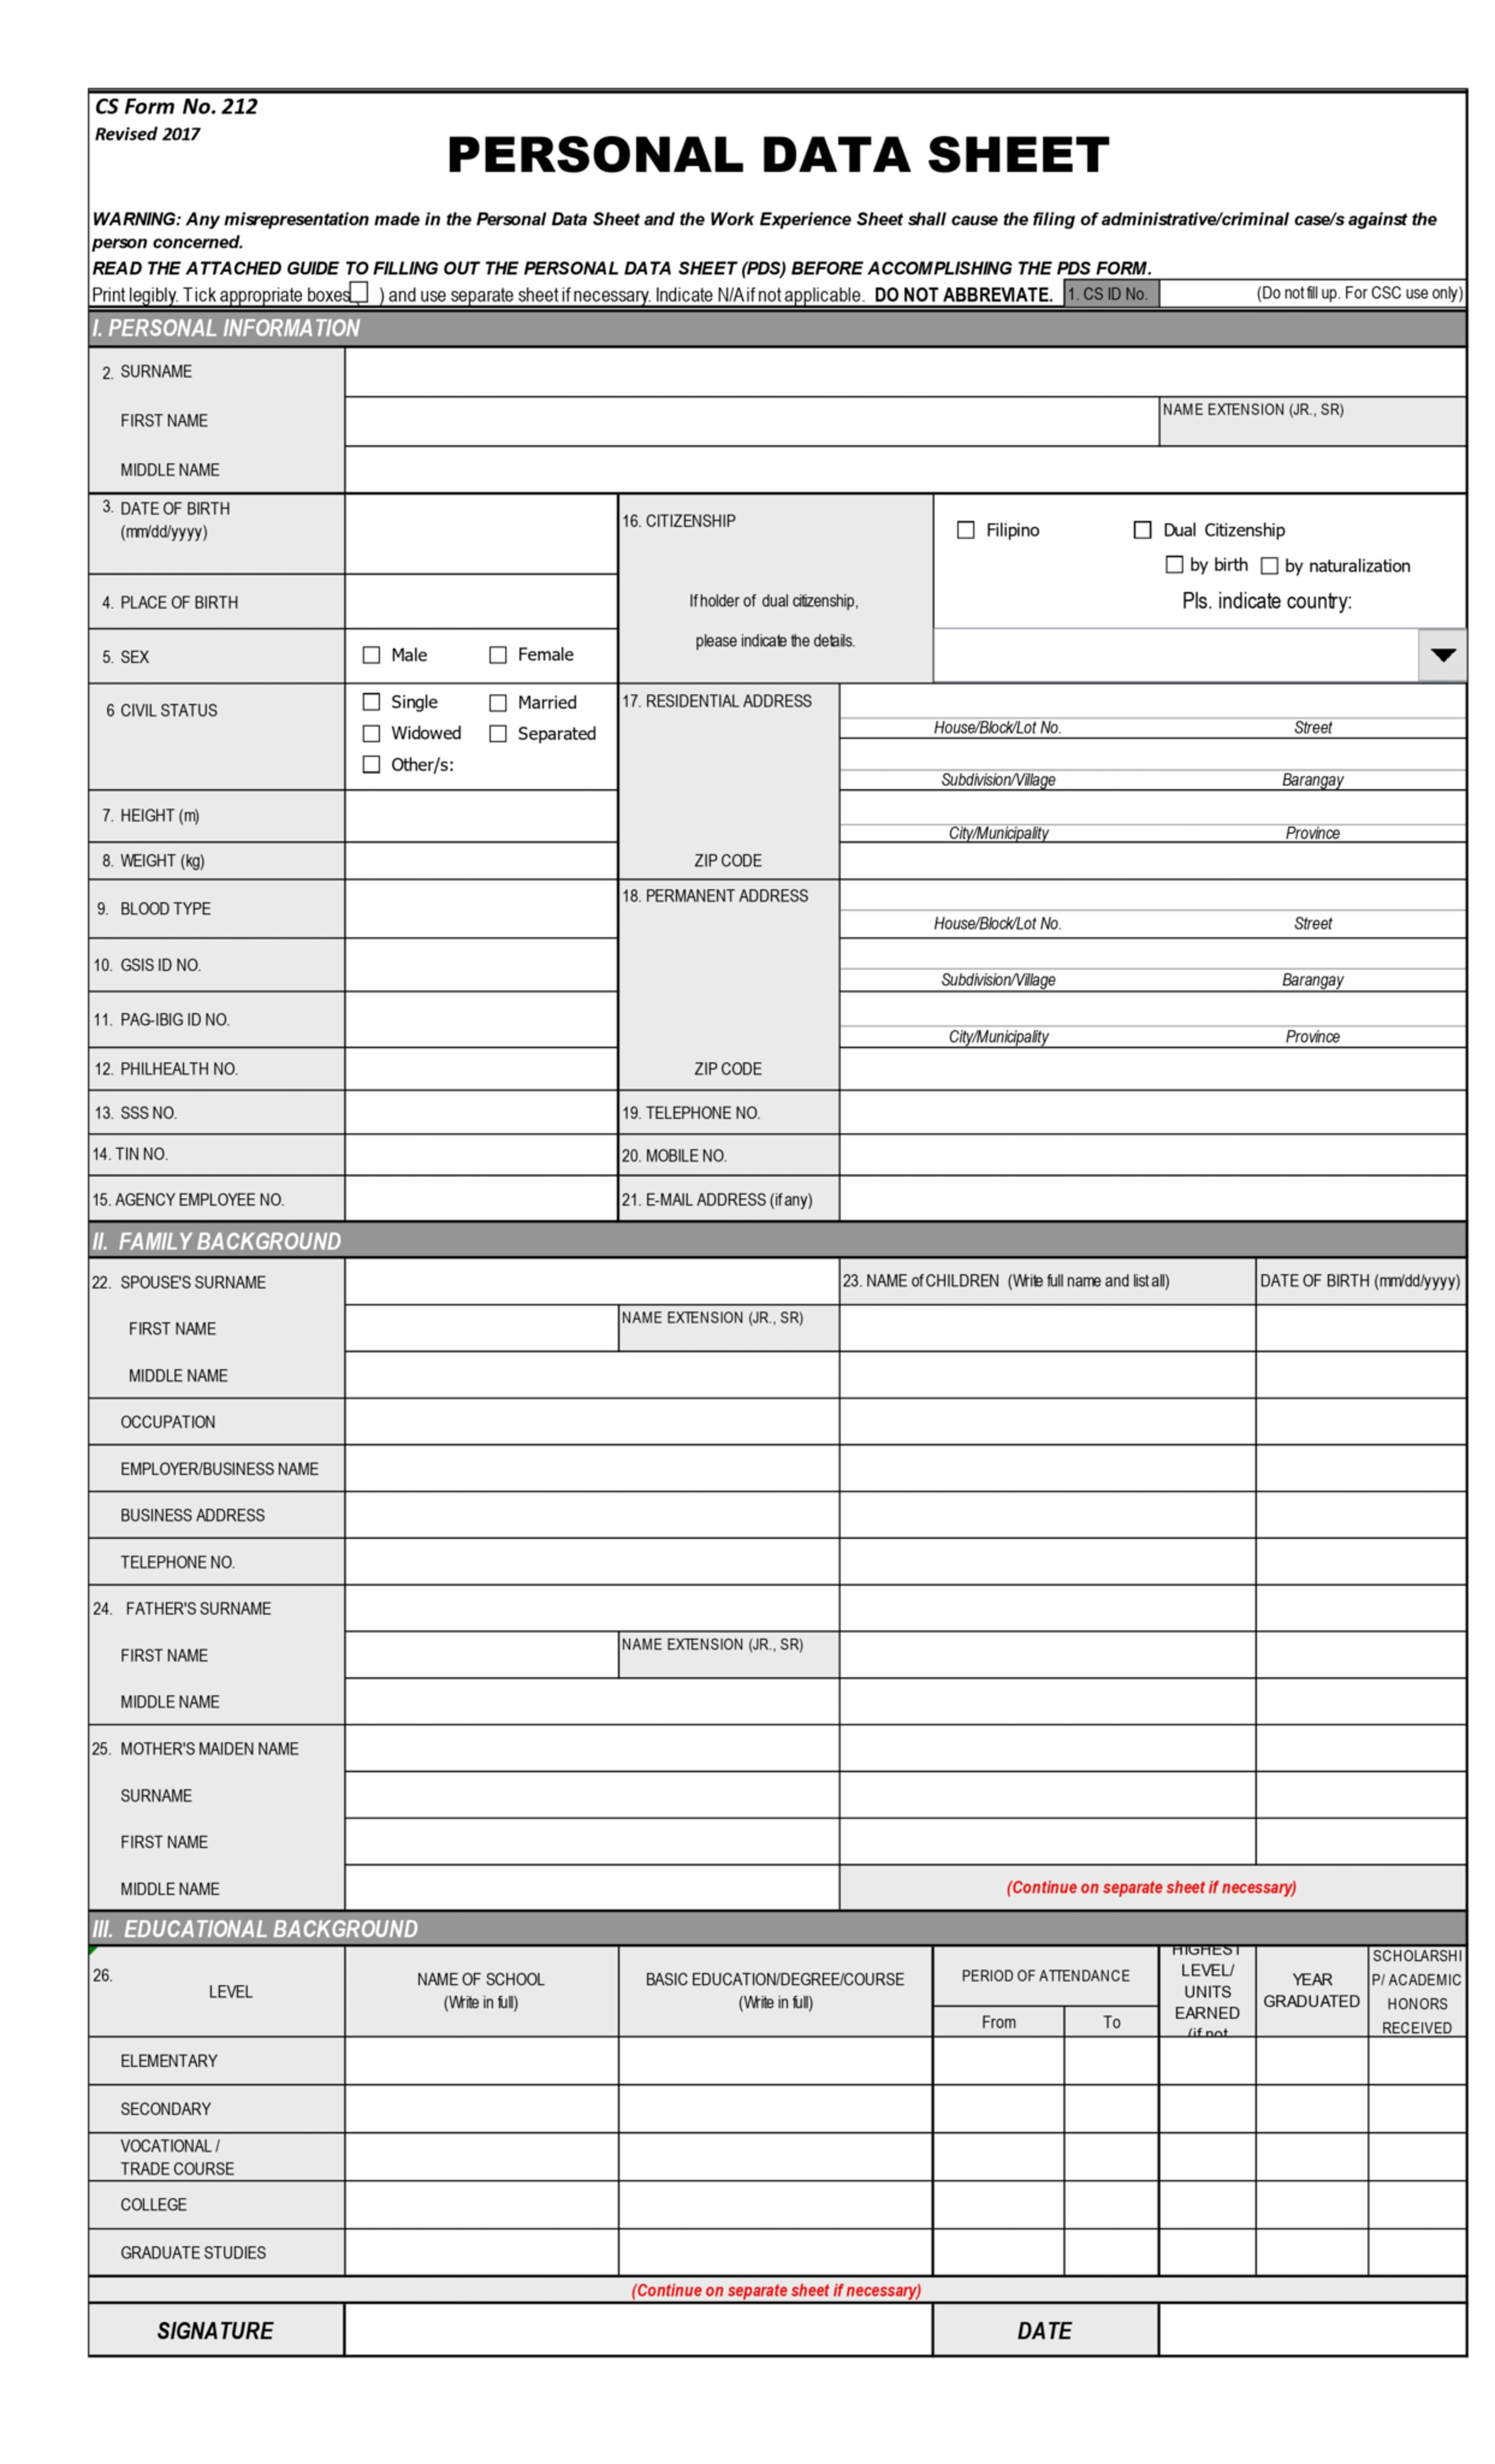 CS Form No. 212
Revised 2017
PERSONAL DATA SHEET
WARNING: Any misrepresentation made in the Personal Data Sheet and the Work Experience Sheet shall cause the filing of administrative/criminal case/s against the
person concerned.
READ THE ATTACHED GUIDE TO FILLING OUT THE PERSONAL DATA SHEET (PDS) BEFORE ACCOMPLISHING THE PDS FORM.
Print legibly. Tick appropriate boxes ( ) and use separate sheet if necessary. Indicate N/A if not applicable. DO NOT ABBREVIATE. 1. CS ID No. (Do not fill up. For CSC use only)
I. PERSONAL INFORMATION
2. SURNAME
FIRST NAME NAME EXTENSION (JR., SR)
MIDDLE NAME
3. DATE OF BIRTH
(mm/dd/yyyy)
4. PLACE OF BIRTH
5. SEX Male Female
16. CITIZENSHIP
If holder of dual citizenship,
please indicate the details.
Filipino Dual Citizenship
by birth by naturalization
Pls. indicate country:
6 CIVIL STATUS Single Married
Widowed Separated
Other/s:
7. HEIGHT (m)
8. WEIGHT (kg)
17. RESIDENTIAL ADDRESS
House/Block/Lot No. Street
Subdivision/Village Barangay
City/Municipality Province
ZIP CODE
9. BLOOD TYPE
10. GSIS ID NO.
11. PAG-IBIG ID NO.
12. PHILHEALTH NO.
18. PERMANENT ADDRESS
House/Block/Lot No. Street
Subdivision/Village Barangay
City/Municipality Province
ZIP CODE
13. SSS NO. 19. TELEPHONE NO.
14. TIN NO. 20. MOBILE NO.
15. AGENCY EMPLOYEE NO. 21. E-MAIL ADDRESS (if any)
II. FAMILY BACKGROUND
22. SPOUSE'S SURNAME 23. NAME of CHILDREN (Write full name and list all) DATE OF BIRTH (mm/dd/yyyy)
FIRST NAME NAME EXTENSION (JR., SR)
MIDDLE NAME
OCCUPATION
EMPLOYER/BUSINESS NAME
BUSINESS ADDRESS
TELEPHONE NO.
24. FATHER'S SURNAME
FIRST NAME NAME EXTENSION (JR., SR)
MIDDLE NAME
25. MOTHER'S MAIDEN NAME
SURNAME
FIRST NAME
MIDDLE NAME (Continue on separate sheet if necessary)
III. EDUCATIONAL BACKGROUND
26.
LEVEL
NAME OF SCHOOL
(Write in full)
BASIC EDUCATION/DEGREE/COURSE
(Write in full)
PERIOD OF ATTENDANCE
From To
HIGHEST
LEVEL/
UNITS
EARNED
(if not
YEAR
GRADUATED
SCHOLARSHI
P/ ACADEMIC
HONORS
RECEIVED
ELEMENTARY
SECONDARY
VOCATIONAL /
TRADE COURSE
COLLEGE
GRADUATE STUDIES
(Continue on separate sheet if necessary)
SIGNATURE DATE